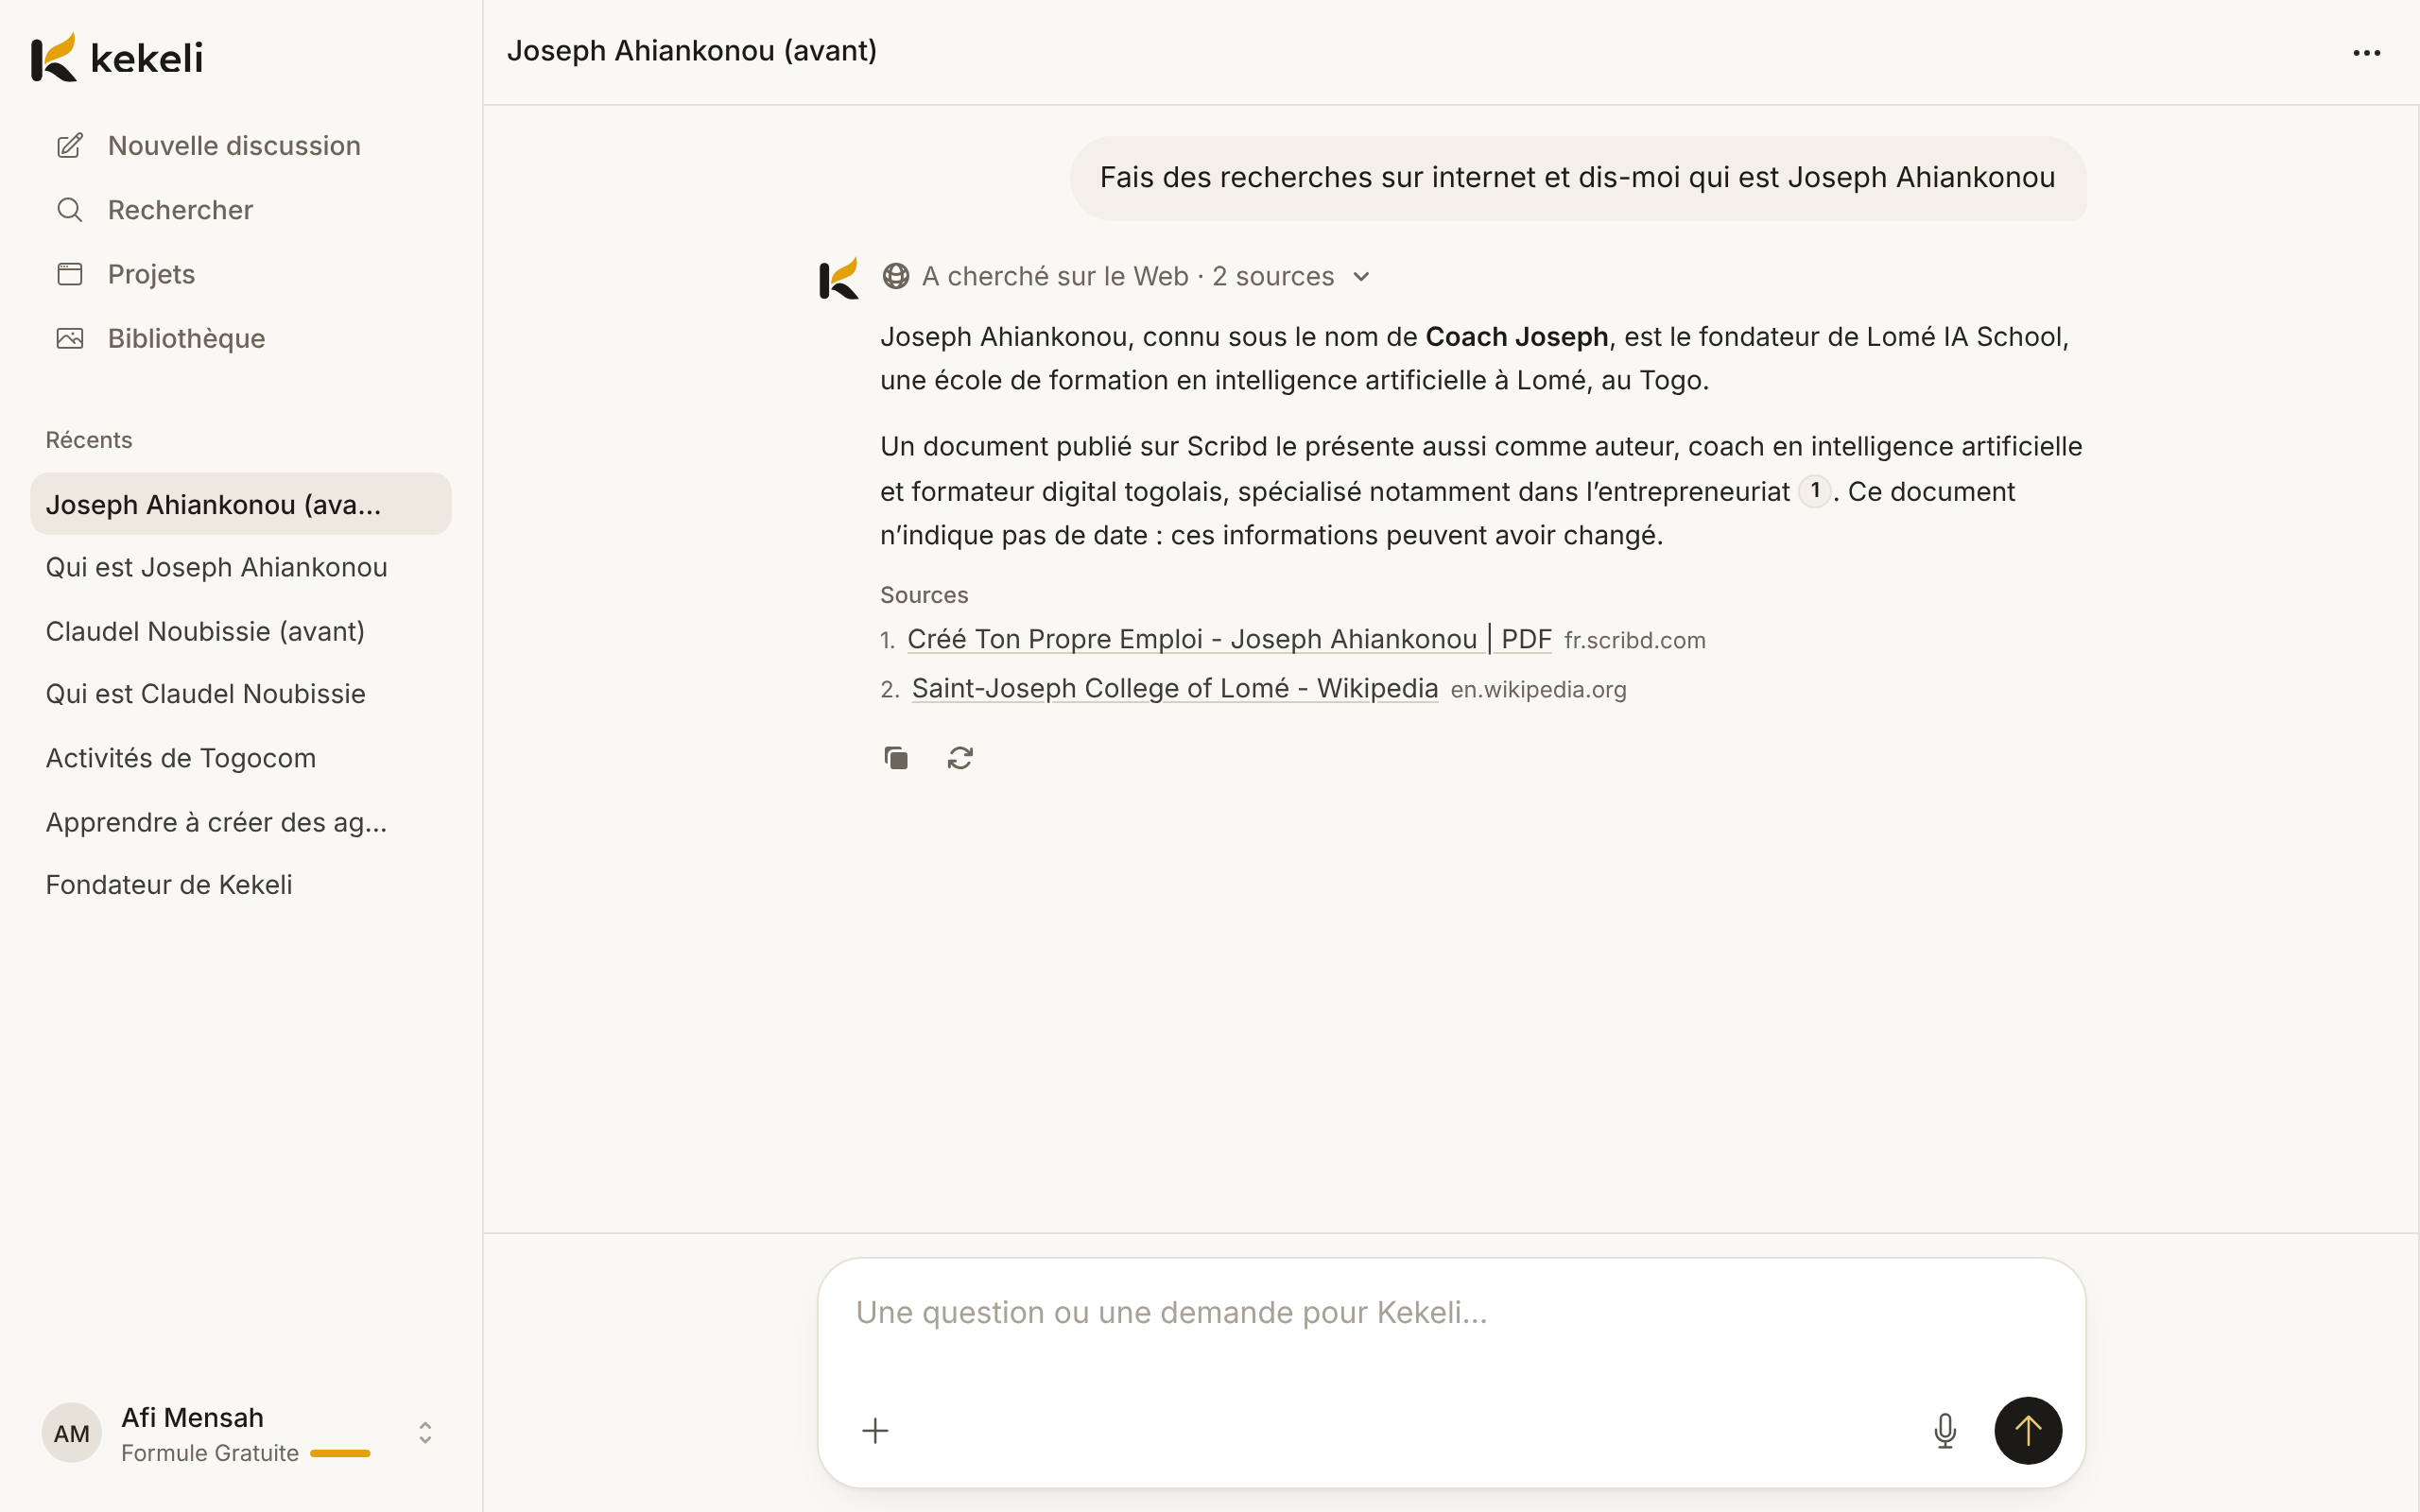 kekeli
Nouvelle discussion
Rechercher
Projets
Bibliothèque
Récents
Joseph Ahiankonou (ava...
Qui est Joseph Ahiankonou
Claudel Noubissie (avant)
Qui est Claudel Noubissie
Activités de Togocom
Apprendre à créer des ag...
Fondateur de Kekeli
AM
Afi Mensah
Formule Gratuite
Joseph Ahiankonou (avant)
Fais des recherches sur internet et dis-moi qui est Joseph Ahiankonou
A cherché sur le Web · 2 sources
Joseph Ahiankonou, connu sous le nom de Coach Joseph, est le fondateur de Lomé IA School,
une école de formation en intelligence artificielle à Lomé, au Togo.
Un document publié sur Scribd le présente aussi comme auteur, coach en intelligence artificielle
et formateur digital togolais, spécialisé notamment dans l’entrepreneuriat 1. Ce document
n’indique pas de date : ces informations peuvent avoir changé.
Sources
1. Créé Ton Propre Emploi - Joseph Ahiankonou | PDF fr.scribd.com
2. Saint-Joseph College of Lomé - Wikipedia en.wikipedia.org
Une question ou une demande pour Kekeli...